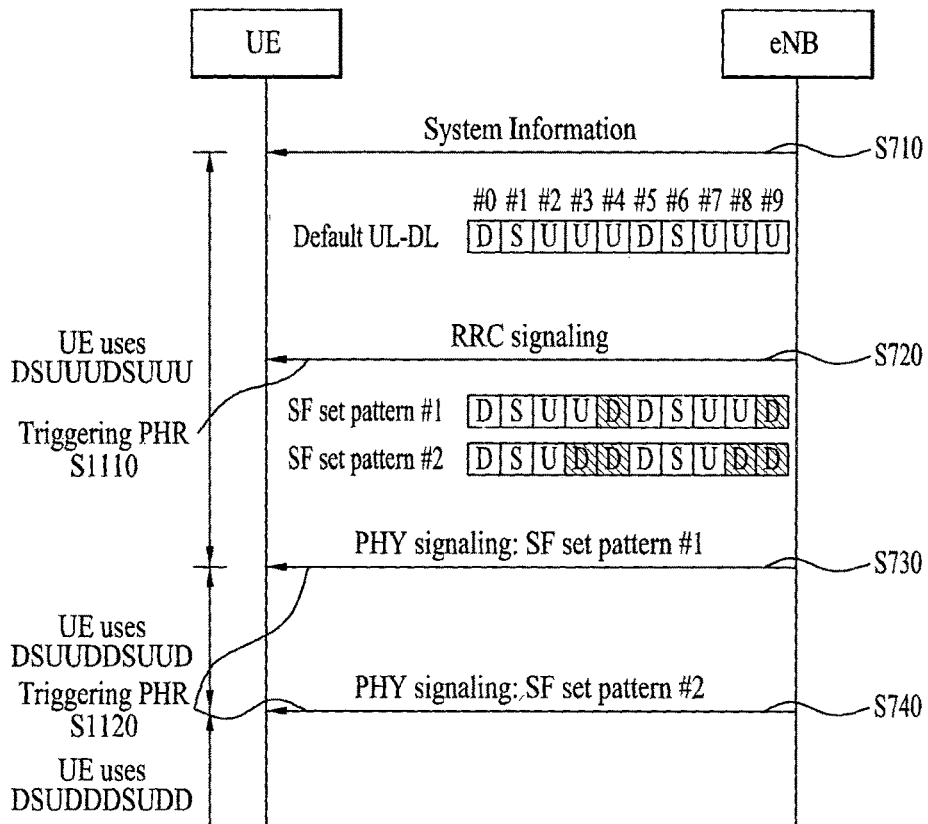 UE
eNB
System Information
S710
#0 #1 #2 #3 #4 #5 #6 #7 #8 #9
Default UL-DL D S U U U D S U U U
RRC signaling
S720
UE uses
DSUUUDSUUU
SF set pattern #1 D S U U D D S U U D
Triggering PHR
S1110
SF set pattern #2 D S U D D D S U D D
PHY signaling: SF set pattern #1
S730
UE uses
DSUUDDSUUD
Triggering PHR
S1120
PHY signaling: SF set pattern #2
S740
UE uses
DSUDDDSUDD